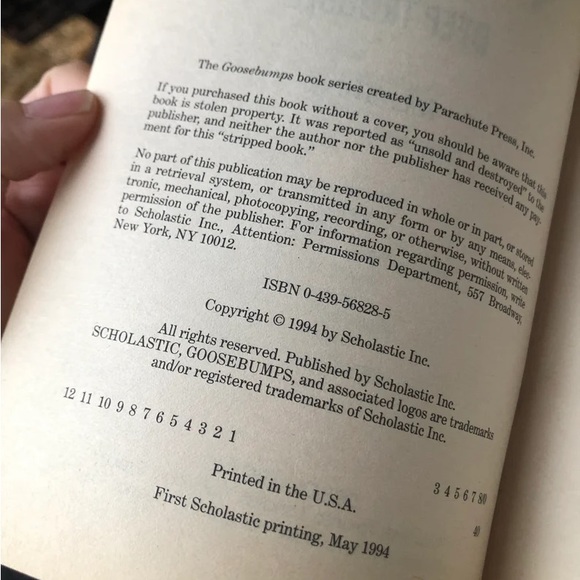 The Goosebumps book series created by Parachute Press, Inc.
If you purchased this book without a cover, you should be aware that this
book is stolen property. It was reported as "unsold and destroyed" to the
publisher, and neither the author nor the publisher has received any pay-
ment for this "stripped book."
No part of this publication may be reproduced in whole or in part, or stored
in a retrieval system, or transmitted in any form or by any means, elec-
tronic, mechanical, photocopying, recording, or otherwise, without written
permission of the publisher. For information regarding permission, write
to Scholastic Inc., Attention: Permissions Department, 557 Broadway,
New York, NY 10012.
ISBN 0-439-56828-5
Copyright © 1994 by Scholastic Inc.
All rights reserved. Published by Scholastic Inc.
SCHOLASTIC, GOOSEBUMPS, and associated logos are trademarks
and/or registered trademarks of Scholastic Inc.
12 11 10 9 8 7 6 5 4 3 2 1 3 4 5 6 7 8/0
40
Printed in the U.S.A.
First Scholastic printing, May 1994